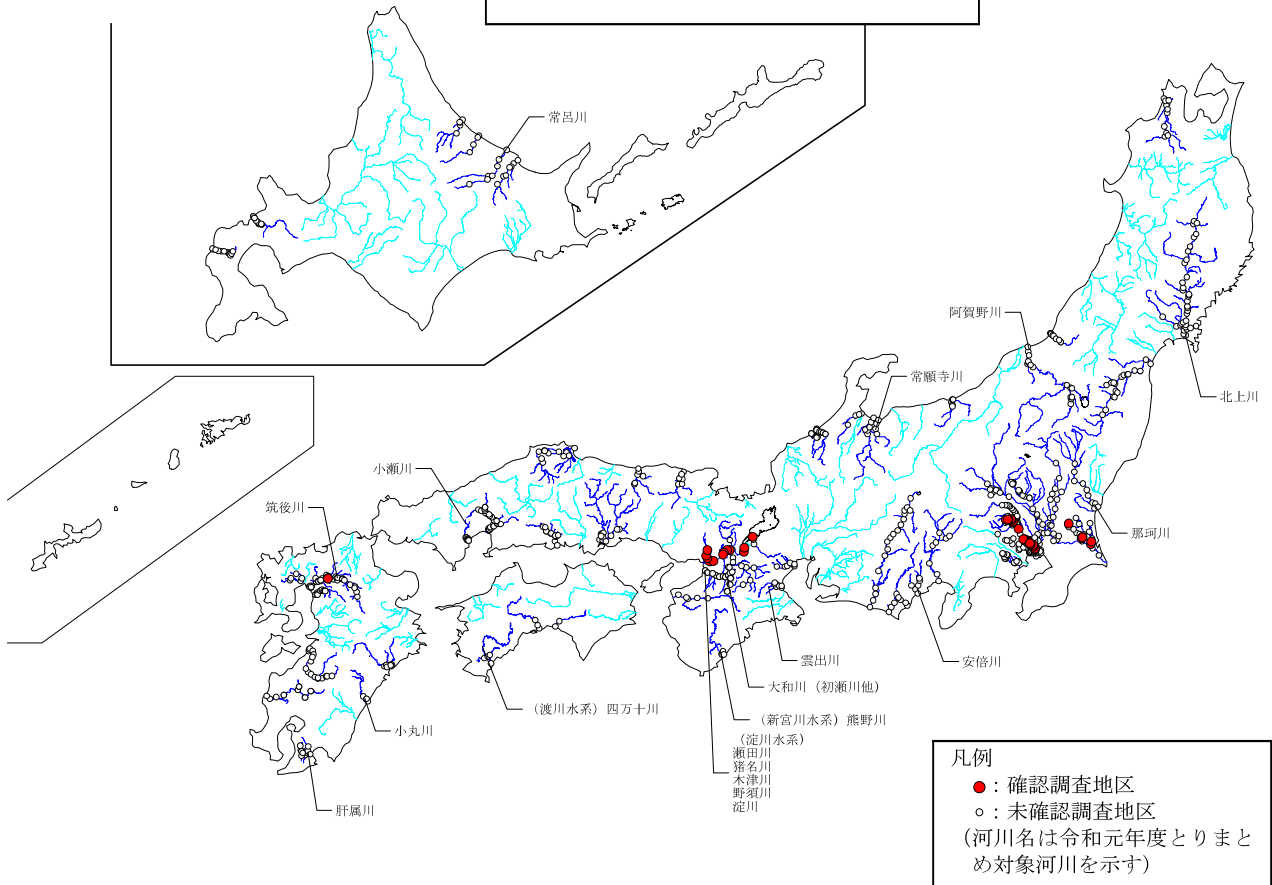 常呂川
阿賀野川
常願寺川
北上川
小瀬川
筑後川
那珂川
雲出川
安倍川
大和川（初瀬川他）
（渡川水系）四万十川
（新宮川水系）熊野川
小丸川
（淀川水系）
瀬田川
猪名川
木津川
野須川
淀川
肝属川
凡例
：確認調査地区
：未確認調査地区
（河川名は令和元年度とりまと
め対象河川を示す）